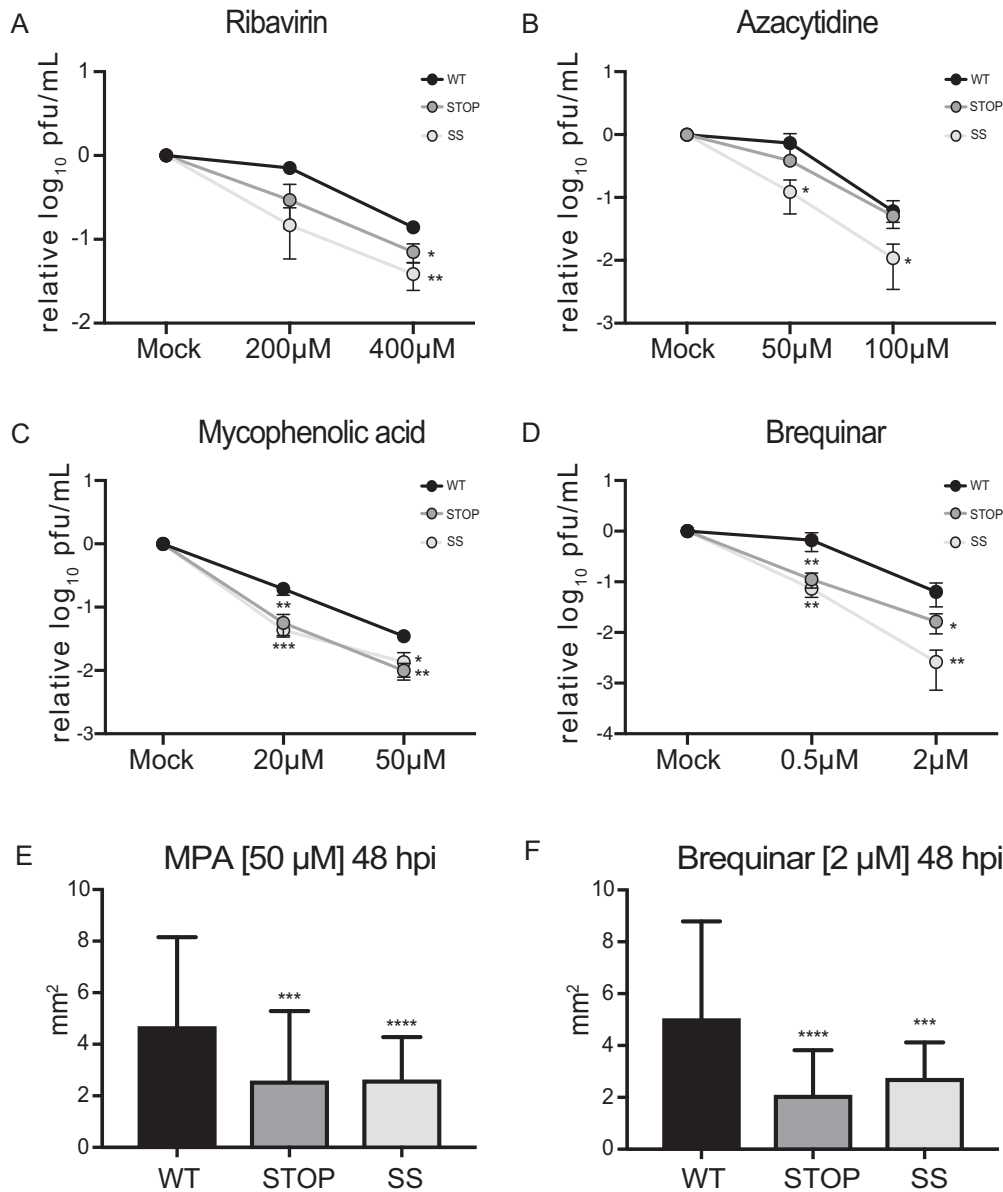 A Ribavirin
relative log10 pfu/mL
1
0
-1
-2
Mock 200µM 400µM
WT
STOP
SS
*
**
B Azacytidine
relative log10 pfu/mL
1
0
-1
-2
-3
Mock 50µM 100µM
WT
STOP
SS
*
*
C Mycophenolic acid
relative log10 pfu/mL
1
0
-1
-2
-3
Mock 20µM 50µM
WT
STOP
SS
**
***
*
**
D Brequinar
relative log10 pfu/mL
1
0
-1
-2
-3
-4
Mock 0.5µM 2µM
WT
STOP
SS
**
**
*
**
E MPA [50 µM] 48 hpi
mm2
10
8
6
4
2
0
*** ****
WT STOP SS
F Brequinar [2 µM] 48 hpi
mm2
10
8
6
4
2
0
**** ***
WT STOP SS